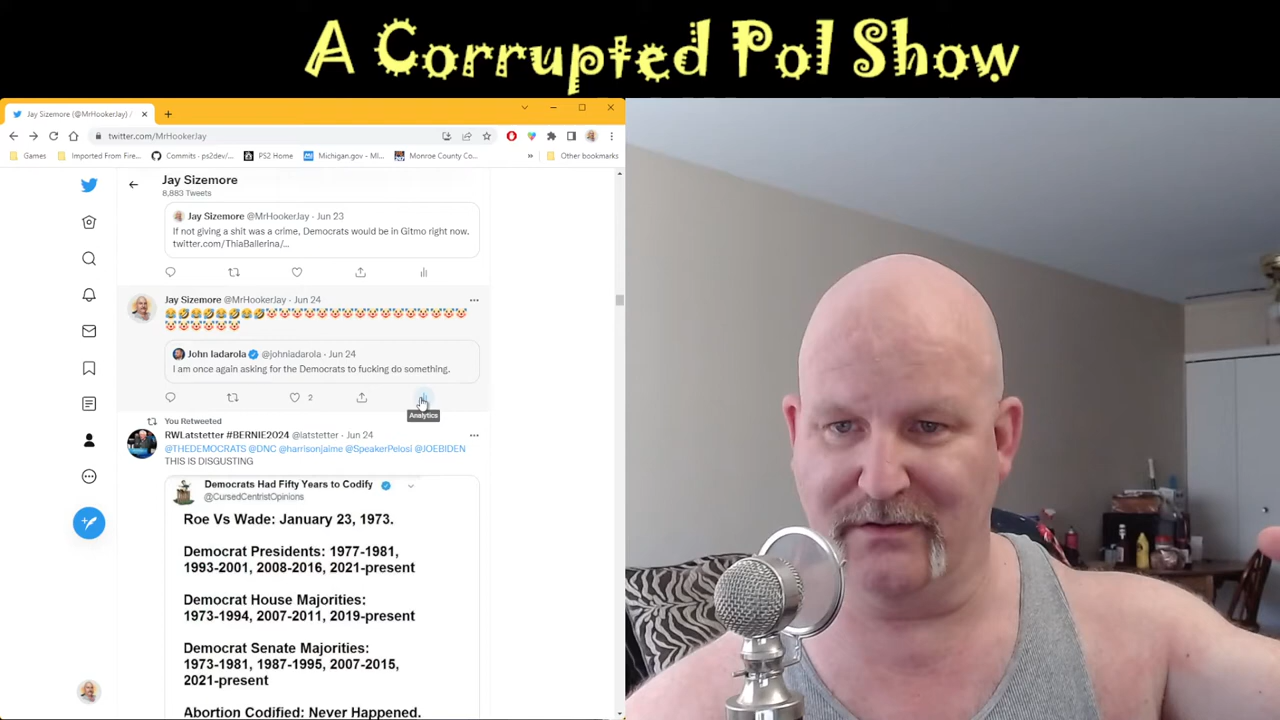 A Corrupted Pol Show
Jay Sizemore (@MrHookerJay) /
twitter.com/MrHookerJay
Games
Imported From Fire...
Commits · ps2dev/...
PS2 Home
Michigan.gov - MI...
Monroe County Co...
»
Other bookmarks
Jay Sizemore
8,883 Tweets
Jay Sizemore @MrHookerJay · Jun 23
If not giving a shit was a crime, Democrats would be in Gitmo right now.
twitter.com/ThiaBallerina/...
Jay Sizemore @MrHookerJay · Jun 24
John Iadarola @johniadarola · Jun 24
I am once again asking for the Democrats to fucking do something.
2
Analytics
You Retweeted
RWLatstetter #BERNIE2024 @latstetter · Jun 24
@THEDEMOCRATS @DNC @harrisonjaime @SpeakerPelosi @JOEBIDEN
THIS IS DISGUSTING
Democrats Had Fifty Years to Codify
@CursedCentristOpinions
Roe Vs Wade: January 23, 1973.
Democrat Presidents: 1977-1981,
1993-2001, 2008-2016, 2021-present
Democrat House Majorities:
1973-1994, 2007-2011, 2019-present
Democrat Senate Majorities:
1973-1981, 1987-1995, 2007-2015,
2021-present
Abortion Codified: Never Happened.